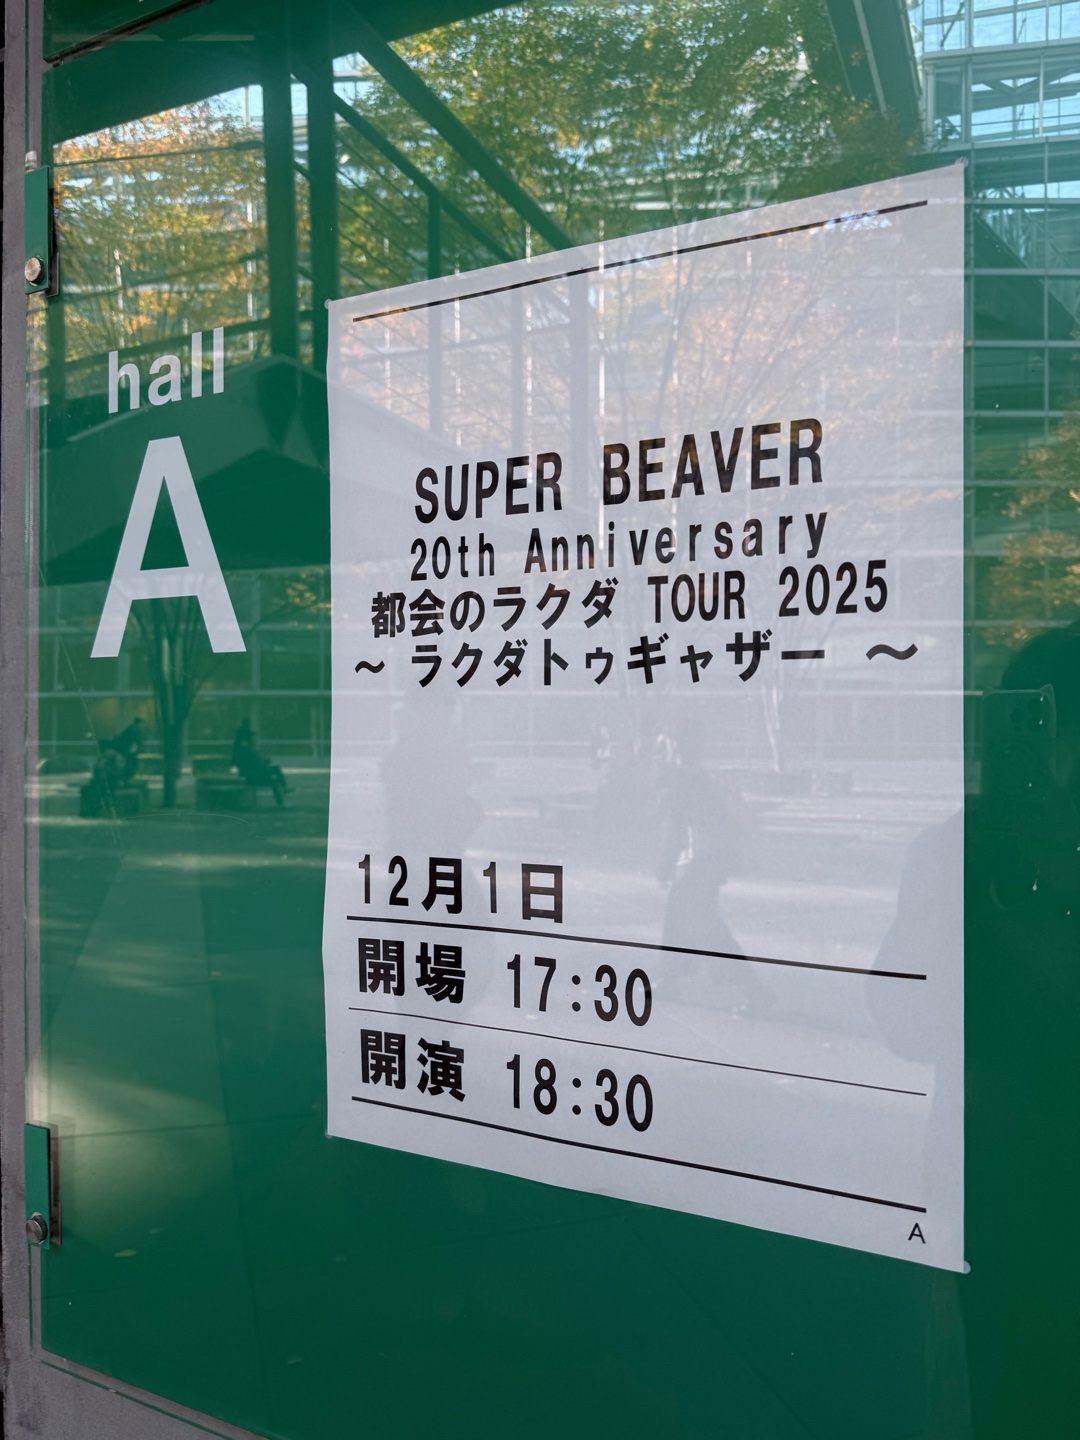 hall
A
SUPER BEAVER
20th Anniversary
都会のラクダ TOUR 2025
～ ラクダトゥギャザー ～
12月1日
開場 17:30
開演 18:30
A